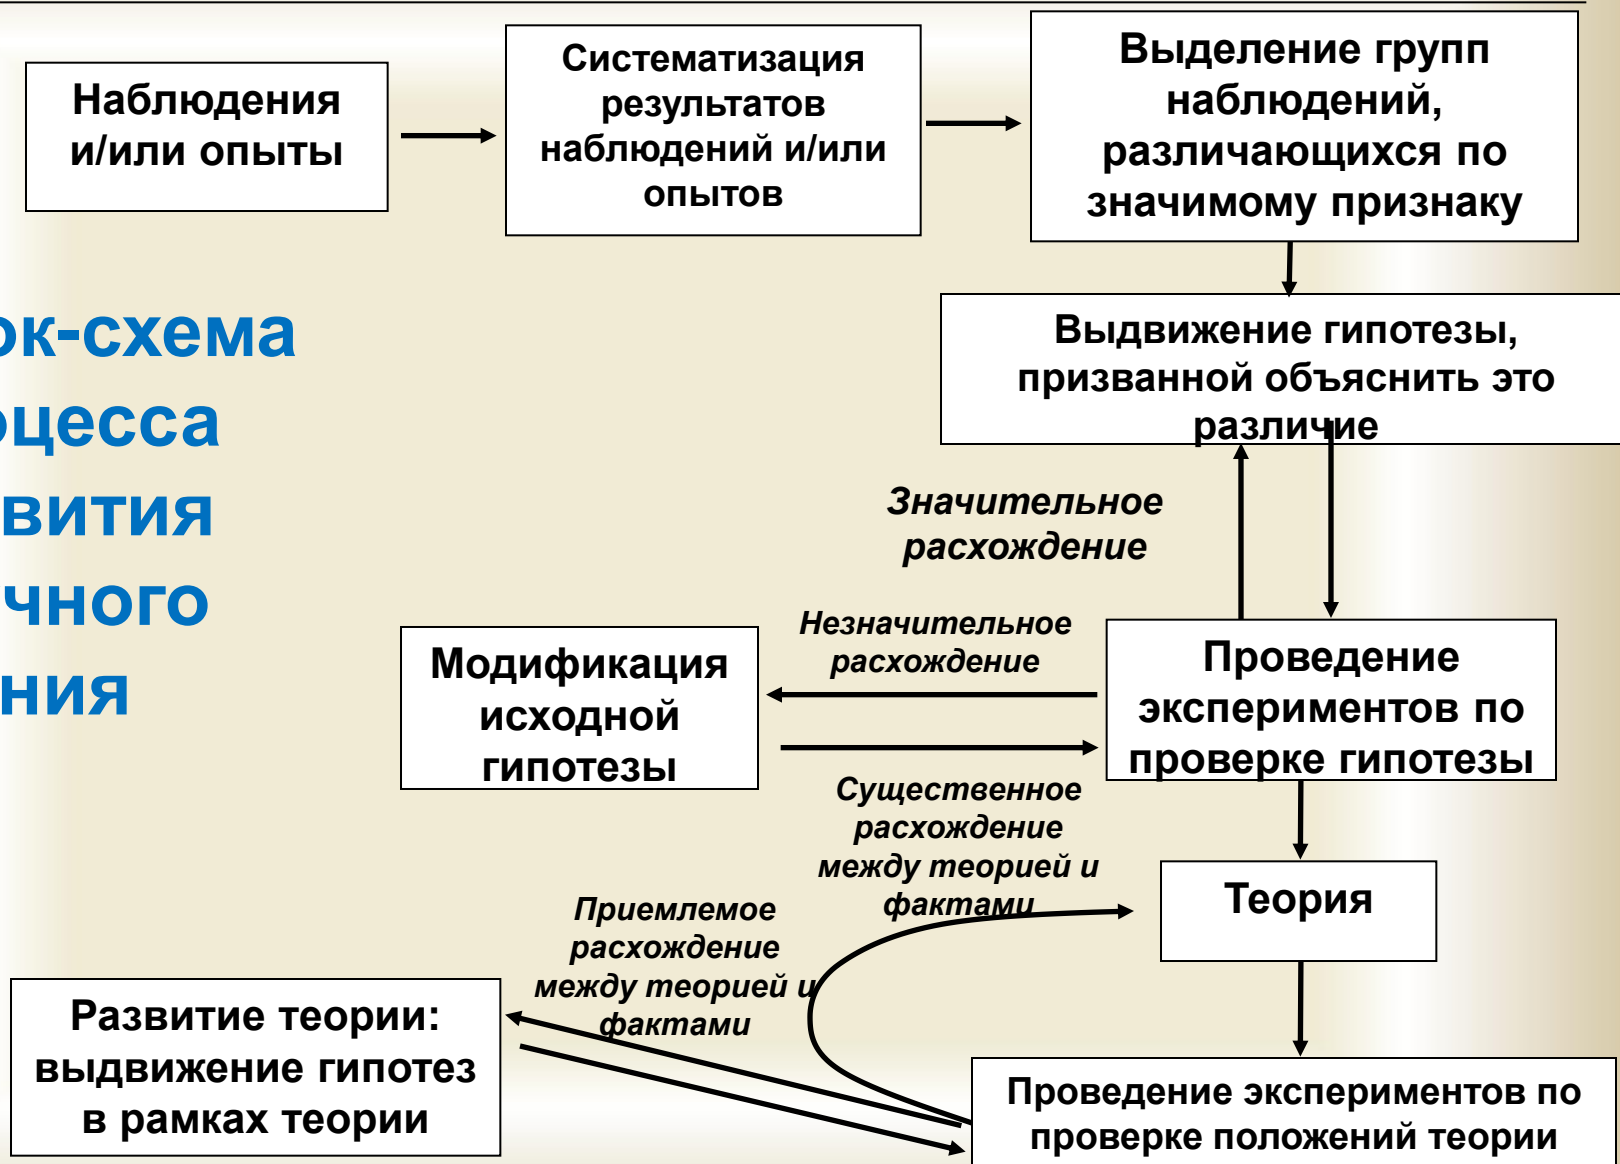 Наблюдения
и/или опыты
Систематизация
результатов
наблюдений и/или
опытов
Выделение групп
наблюдений,
различающихся по
значимому признаку
ок-схема
оцесса
вития
чного
ния
Выдвижение гипотезы,
призванной объяснить это
различие
Значительное
расхождение
Незначительное
расхождение
Модификация
исходной
гипотезы
Проведение
экспериментов по
проверке гипотезы
Существенное
расхождение
между теорией и
фактами
Теория
Приемлемое
расхождение
между теорией и
фактами
Развитие теории:
выдвижение гипотез
в рамках теории
Проведение экспериментов по
проверке положений теории